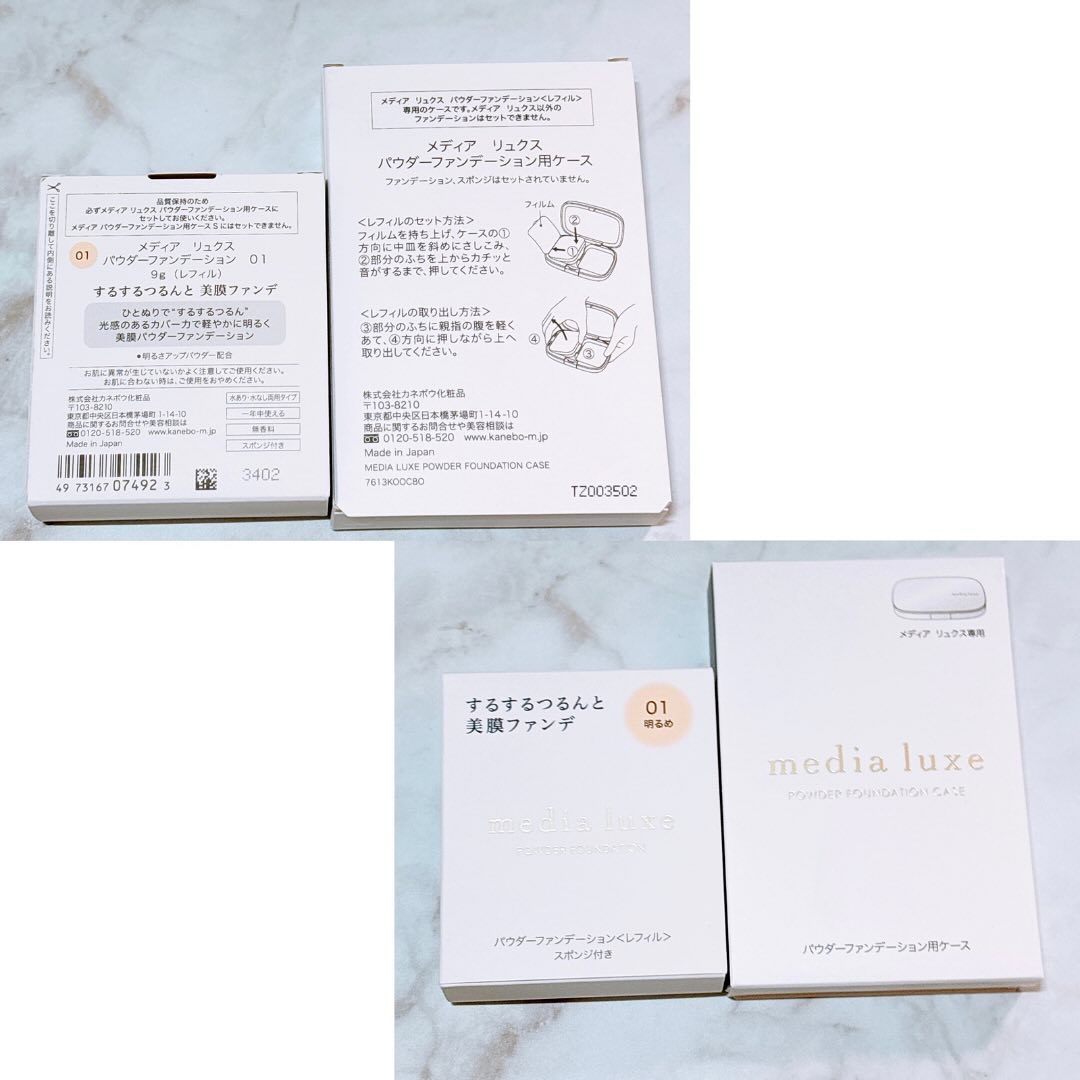 ここを切り離して内側にある説明をお読みください。
品質保持のため
必ずメディア リュクス パウダーファンデーション用ケースに
セットしてお使いください。
メディア パウダーファンデーション用ケース S にはセットできません。
01
メディア リュクス
パウダーファンデーション 01
9g(レフィル)
するするつるんと 美膜ファンデ
ひとぬりで“するするつるん”
光感のあるカバー力で軽やかに明るく
美膜パウダーファンデーション
●明るさアップパウダー配合
お肌に異常が生じていないかよく注意してご使用ください。
お肌に合わない時は、ご使用をおやめください。
株式会社カネボウ化粧品
〒103-8210
東京都中央区日本橋茅場町 1-14-10
商品に関するお問合せや美容相談は
0120-518-520 www.kanebo-m.jp
Made in Japan
水あり・水なし両用タイプ
一年中使える
無香料
スポンジ付き
4973167074923
3402
メディア リュクス パウダーファンデーション<レフィル>
専用のケースです。メディア リュクス以外の
ファンデーションはセットできません。
メディア リュクス
パウダーファンデーション用ケース
ファンデーション、スポンジはセットされていません。
<レフィルのセット方法>
フィルムを持ち上げ、ケースの①
方向に中皿を斜めにさしこみ、
②部分のふちを上からカチッと
音がするまで、押してください。
フィルム
②
①
<レフィルの取り出し方法>
③部分のふちに親指の腹を軽く
あて、④方向に押しながら上へ
取り出してください。
④
③
株式会社カネボウ化粧品
〒103-8210
東京都中央区日本橋茅場町1-14-10
商品に関するお問合せや美容相談は
0120-518-520 www.kanebo-m.jp
Made in Japan
MEDIA LUXE POWDER FOUNDATION CASE
7613K00C80
TZ003502
するするつるんと
美膜ファンデ
01
明るめ
media luxe
POWDER FOUNDATION
パウダーファンデーション<レフィル>
スポンジ付き
media luxe
メディア リュクス専用
media luxe
POWDER FOUNDATION CASE
パウダーファンデーション用ケース